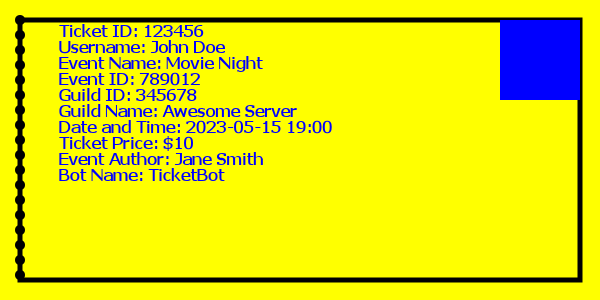 Ticket ID: 123456
Username: John Doe
Event Name: Movie Night
Event ID: 789012
Guild ID: 345678
Guild Name: Awesome Server
Date and Time: 2023-05-15 19:00
Ticket Price: $10
Event Author: Jane Smith
Bot Name: TicketBot